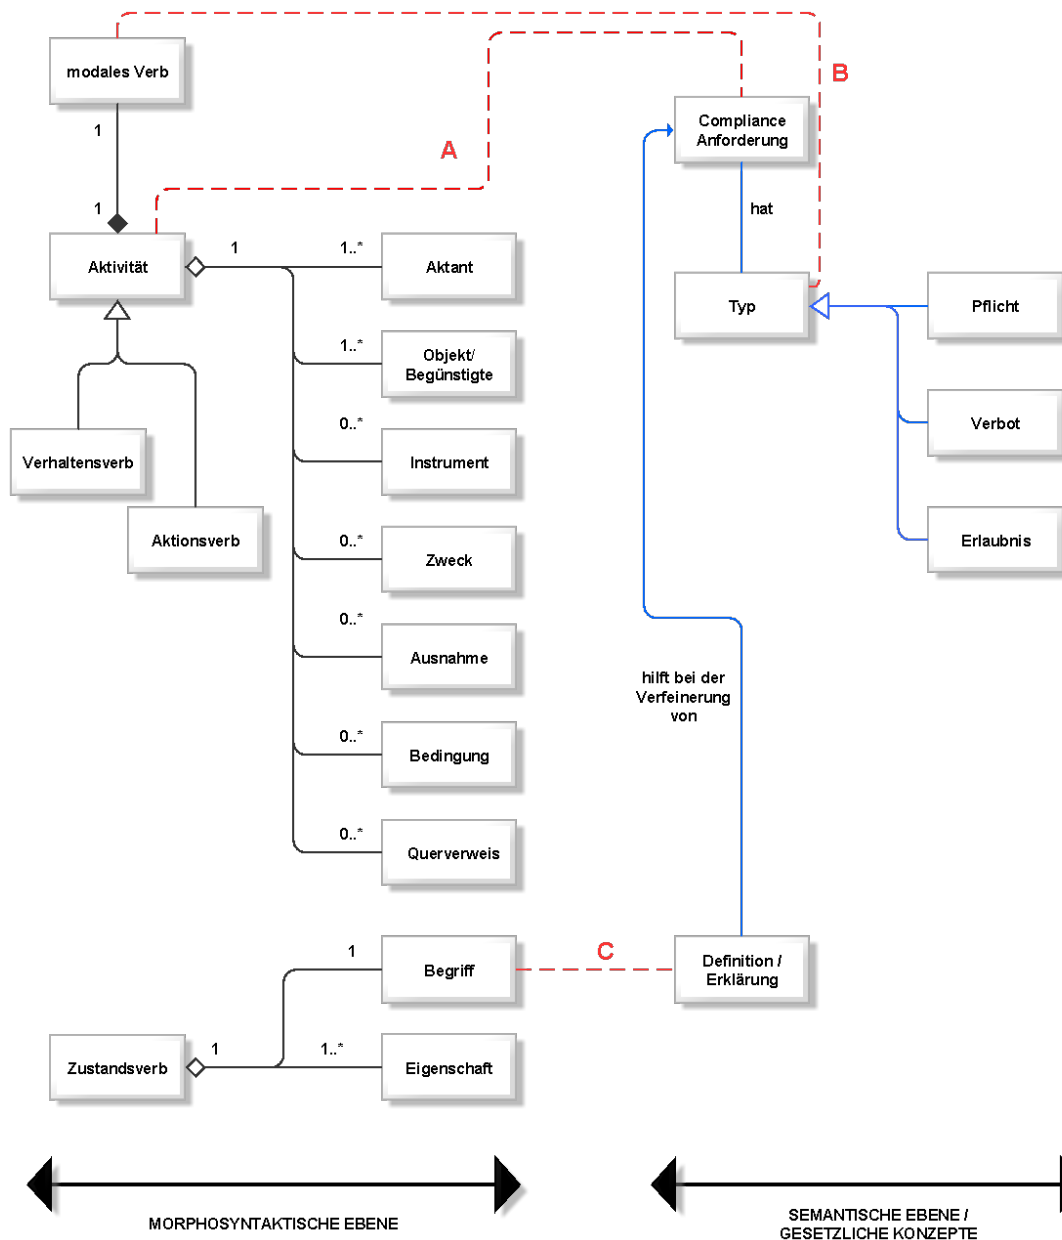 modales Verb
B
Compliance
Anforderung
1
A
hat
1
Aktivität
1
1..*
Aktant
Typ
Pflicht
1..*
Objekt/
Begünstigte
0..*
Verbot
Verhaltensverb
Instrument
Aktionsverb
0..*
Zweck
Erlaubnis
0..*
Ausnahme
hilft bei der
Verfeinerung
von
0..*
Bedingung
0..*
Querverweis
1
Begriff
C
Definition /
Erklärung
Zustandsverb
1
1..*
Eigenschaft
MORPHOSYNTAKTISCHE EBENE
SEMANTISCHE EBENE /
GESETZLICHE KONZEPTE